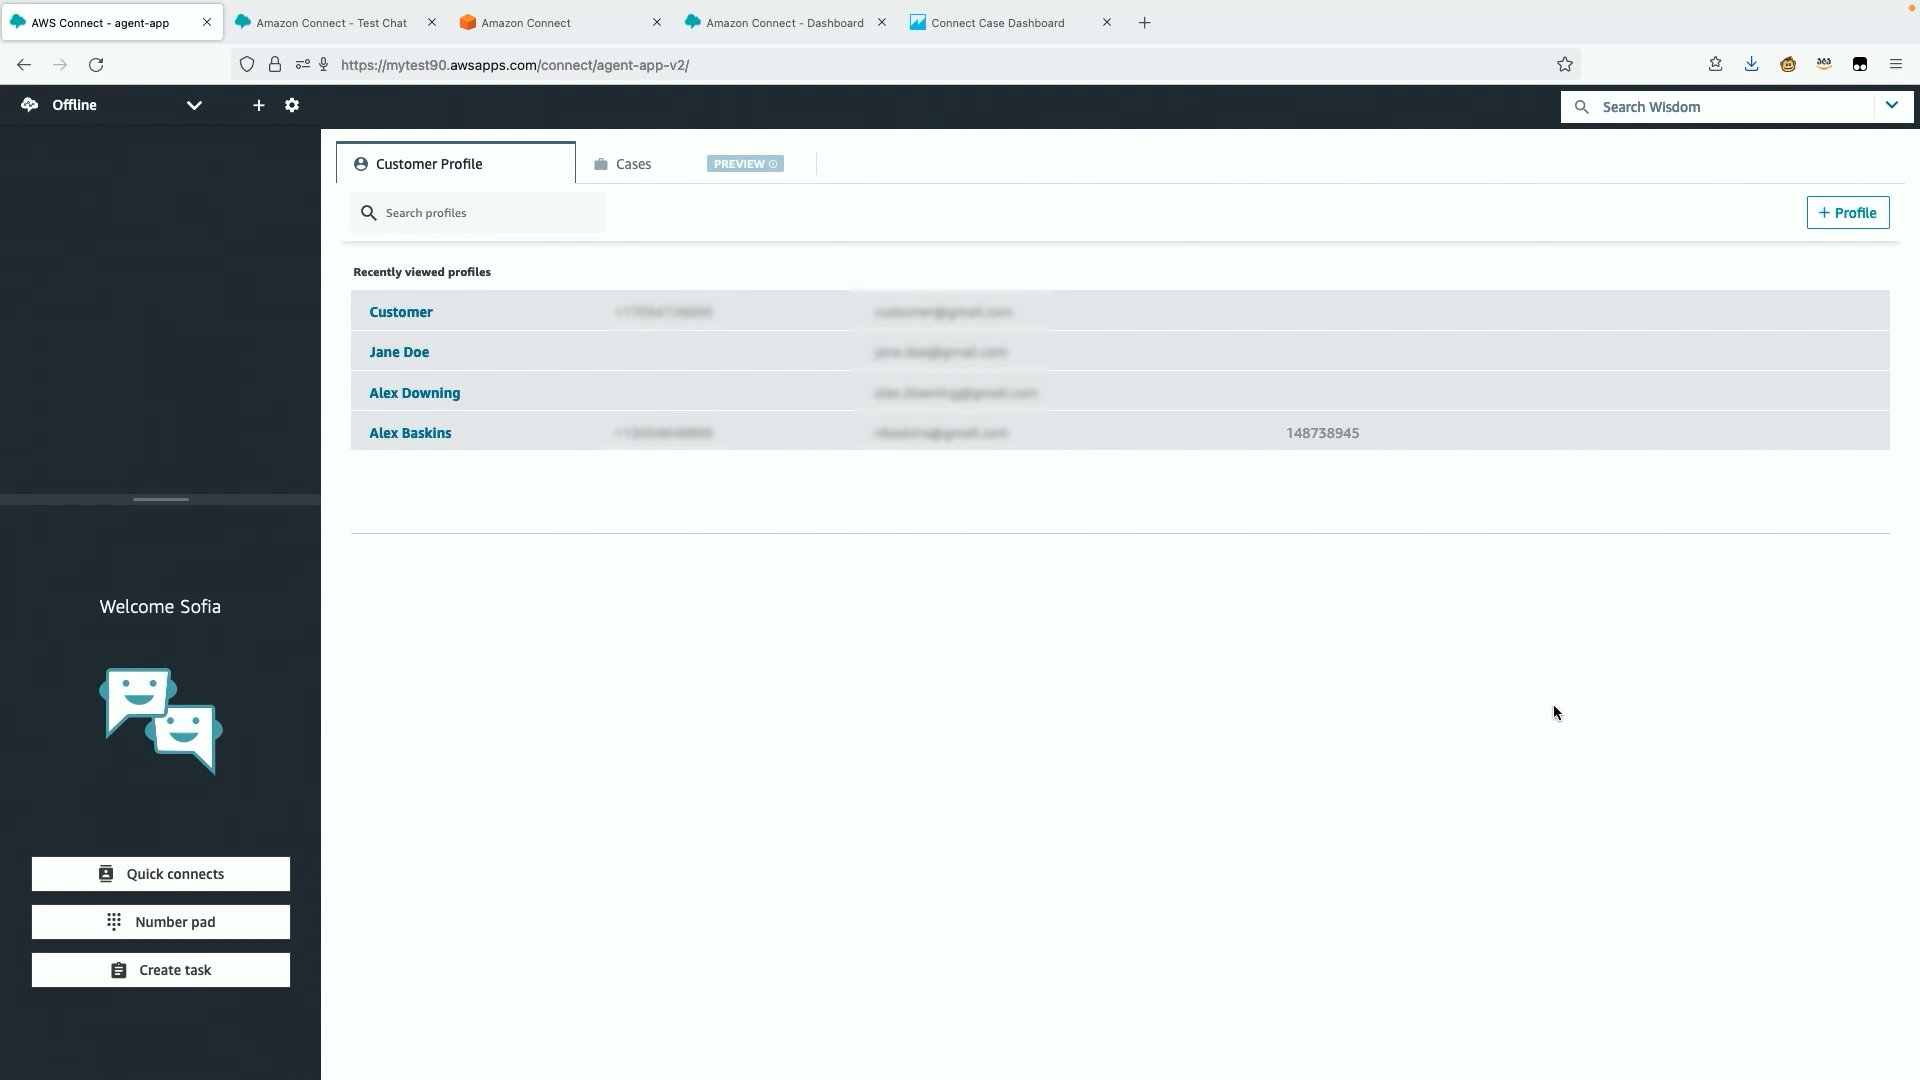 AWS Connect - agent-app
Amazon Connect - Test Chat
Amazon Connect
Amazon Connect - Dashboard
Connect Case Dashboard
https://mytest90.awsapps.com/connect/agent-app-v2/
Offline
Search Wisdom
Customer Profile
Cases
PREVIEW
Search profiles
+ Profile
Recently viewed profiles
Customer
Jane Doe
Alex Downing
Alex Baskins 148738945
Welcome Sofia
Quick connects
Number pad
Create task